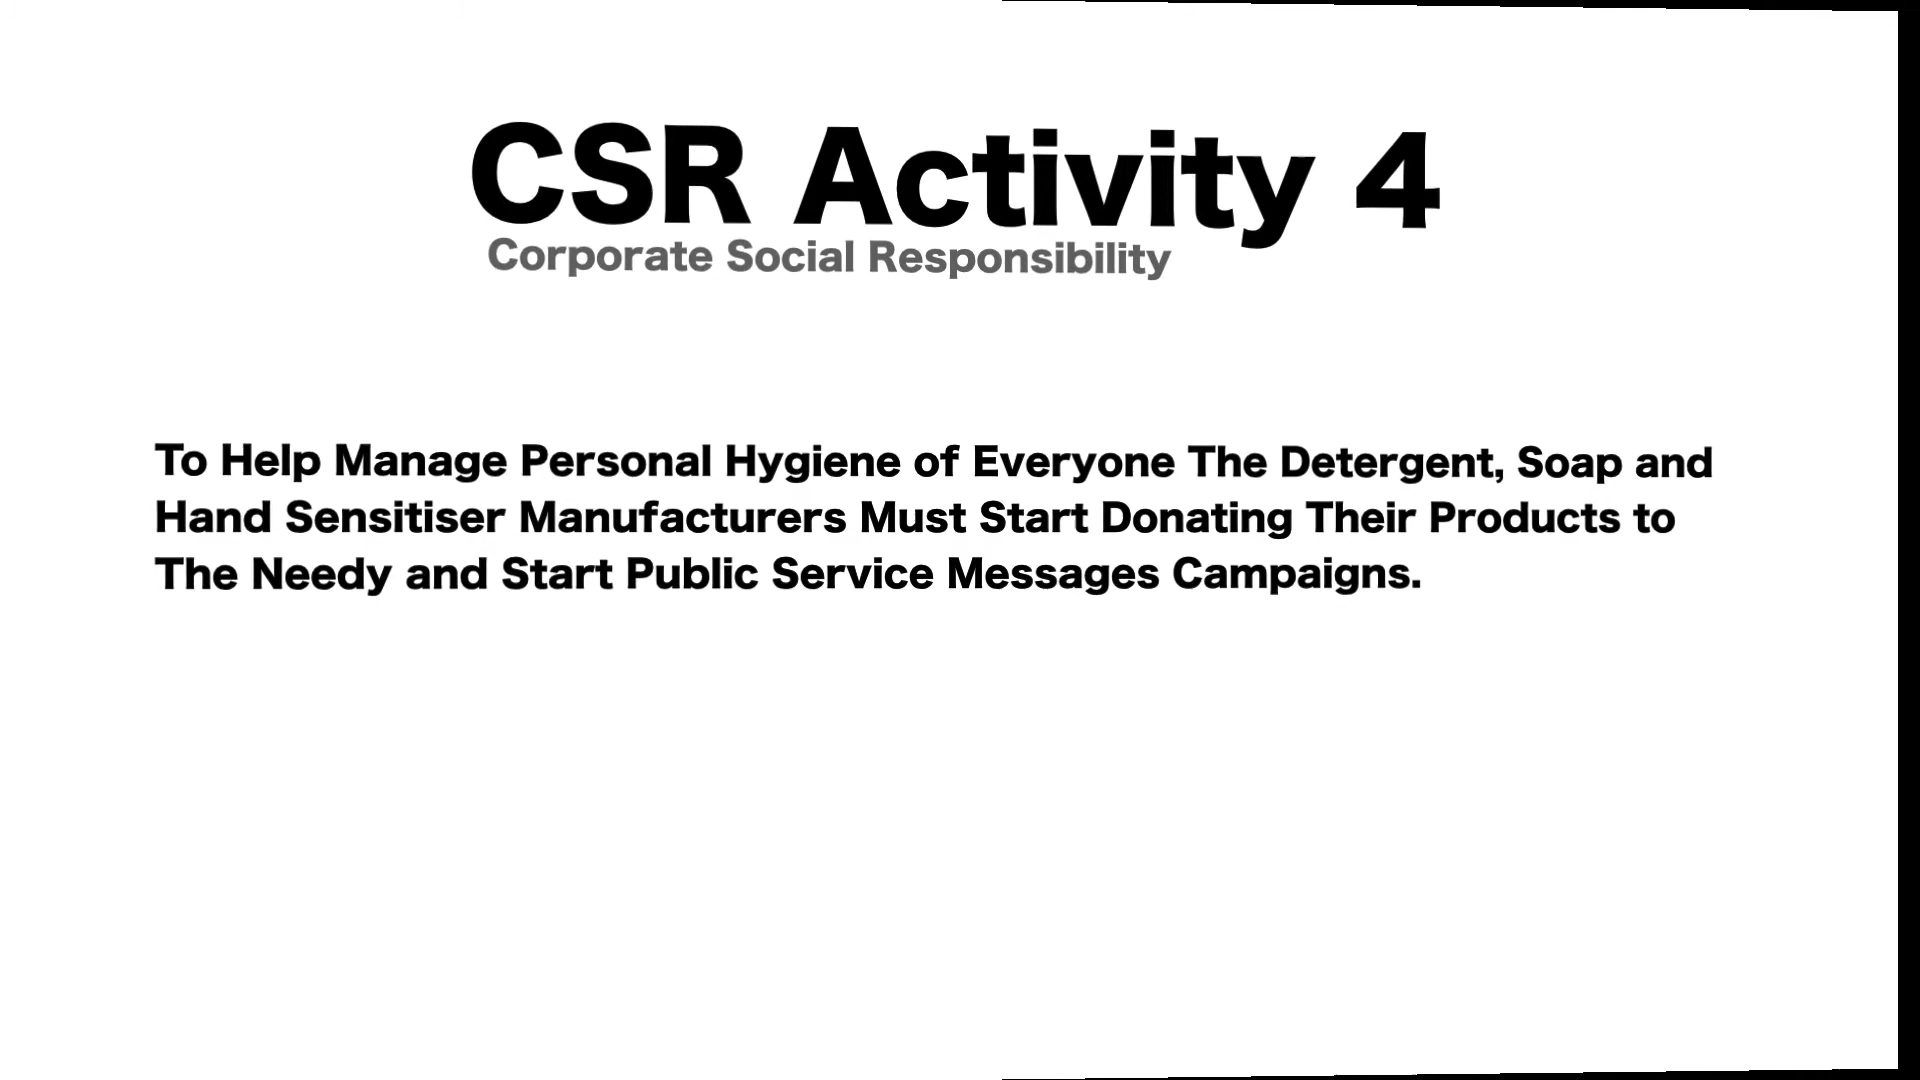 CSR Activity 4
Corporate Social Responsibility
To Help Manage Personal Hygiene of Everyone The Detergent, Soap and
Hand Sensitiser Manufacturers Must Start Donating Their Products to
The Needy and Start Public Service Messages Campaigns.